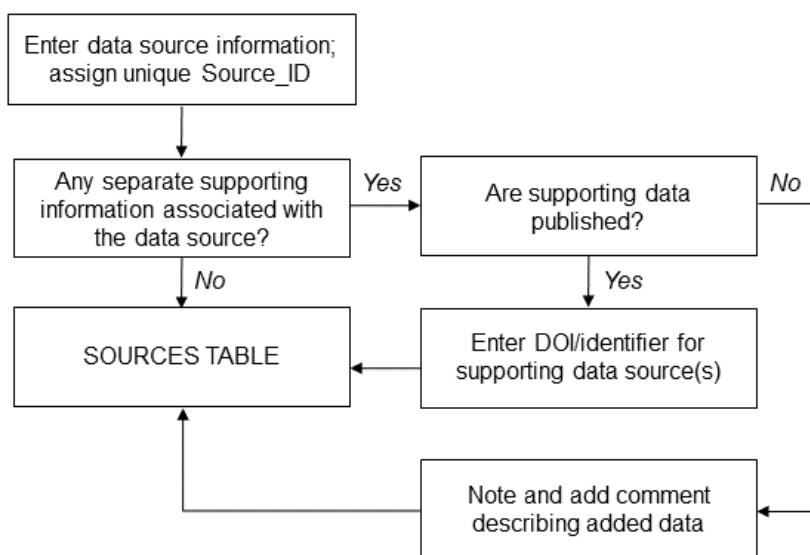 Enter data source information;
assign unique Source_ID
Any separate supporting
information associated with
the data source?
Yes
Are supporting data
published?
No
No
Yes
SOURCES TABLE
Enter DOI/identifier for
supporting data source(s)
Note and add comment
describing added data